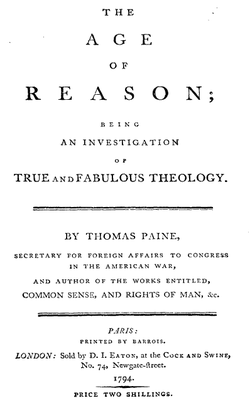 THE
AGE
OF
REASON;
BEING
AN INVESTIGATION
OF
TRUE AND FABULOUS THEOLOGY.
BY THOMAS PAINE,
SECRETARY FOR FOREIGN AFFAIRS TO CONGRESS
IN THE AMERICAN WAR,
AND AUTHOR OF THE WORKS ENTITLED,
COMMON SENSE, AND RIGHTS OF MAN, &c.
PARIS:
PRINTED BY BARROIS.
LONDON: Sold by D. I. EATON, at the COCK AND SWINE,
No. 74, Newgate-street.
1794.
PRICE TWO SHILLINGS.